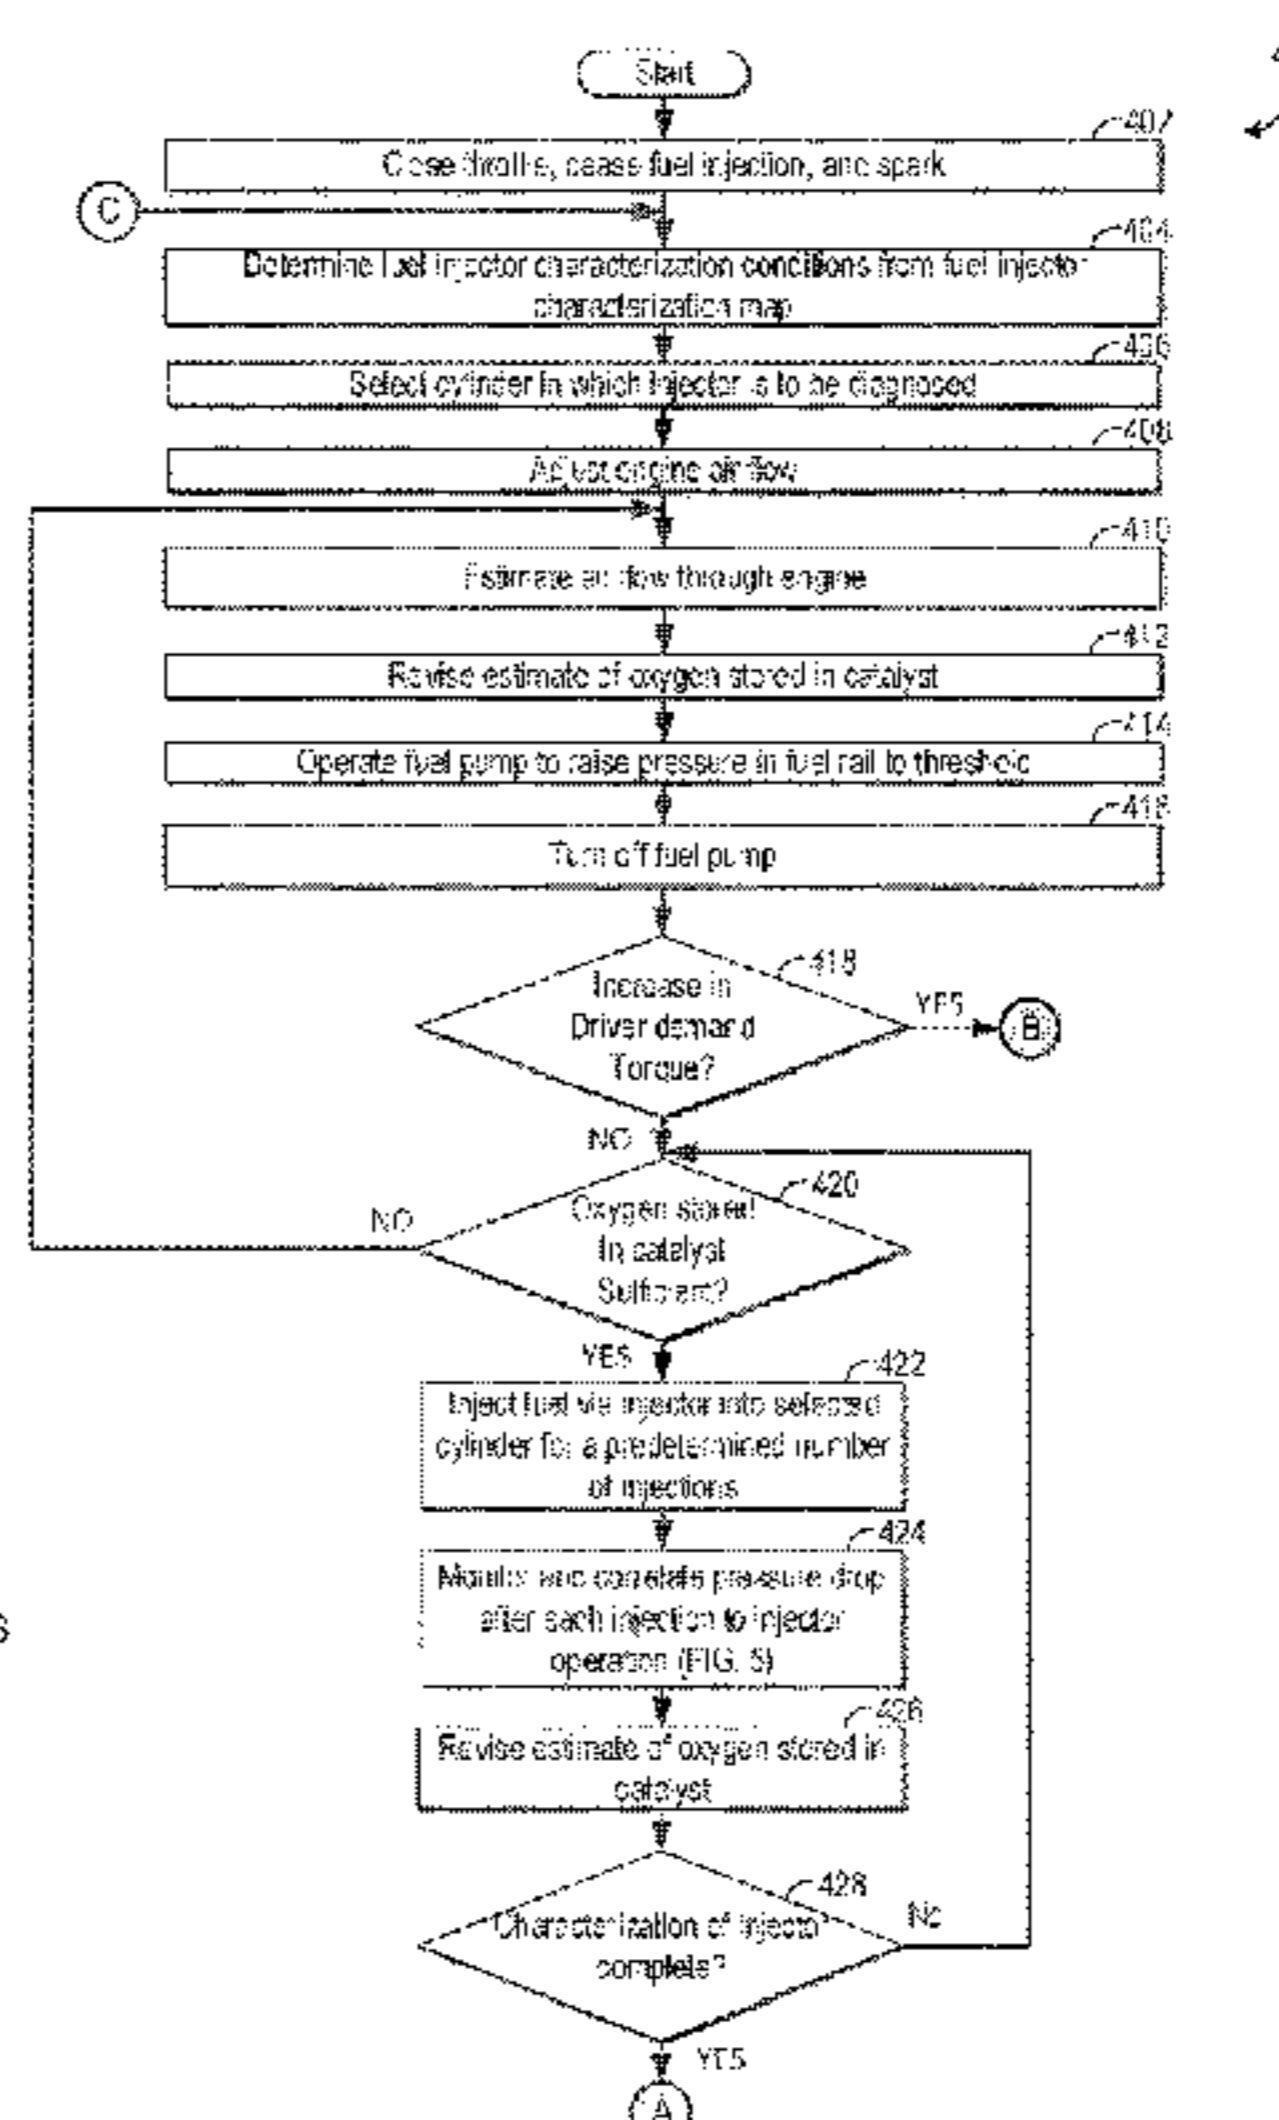 Start
402
Close throttle, cease fuel injection, and spark
C
404
Determine fuel injector characterization conditions from fuel injector
characterization map
406
Select cylinder in which injector is to be diagnosed
408
Adjust engine airflow
410
Estimate air flow through engine
412
Revise estimate of oxygen stored in catalyst
414
Operate fuel pump to raise pressure in fuel rail to threshold
416
Turn off fuel pump
418
Increase in
Driver demand
Torque?
YES
B
NO
420
Oxygen stored
In catalyst
Sufficient?
NO
YES
422
Inject fuel via injector into selected
cylinder for a predetermined number
of injections
424
Monitor and correlate pressure drop
after each injection to injector
operation (FIG. 5)
426
Revise estimate of oxygen stored in
catalyst
428
Characterization of injector
complete?
No
YES
A